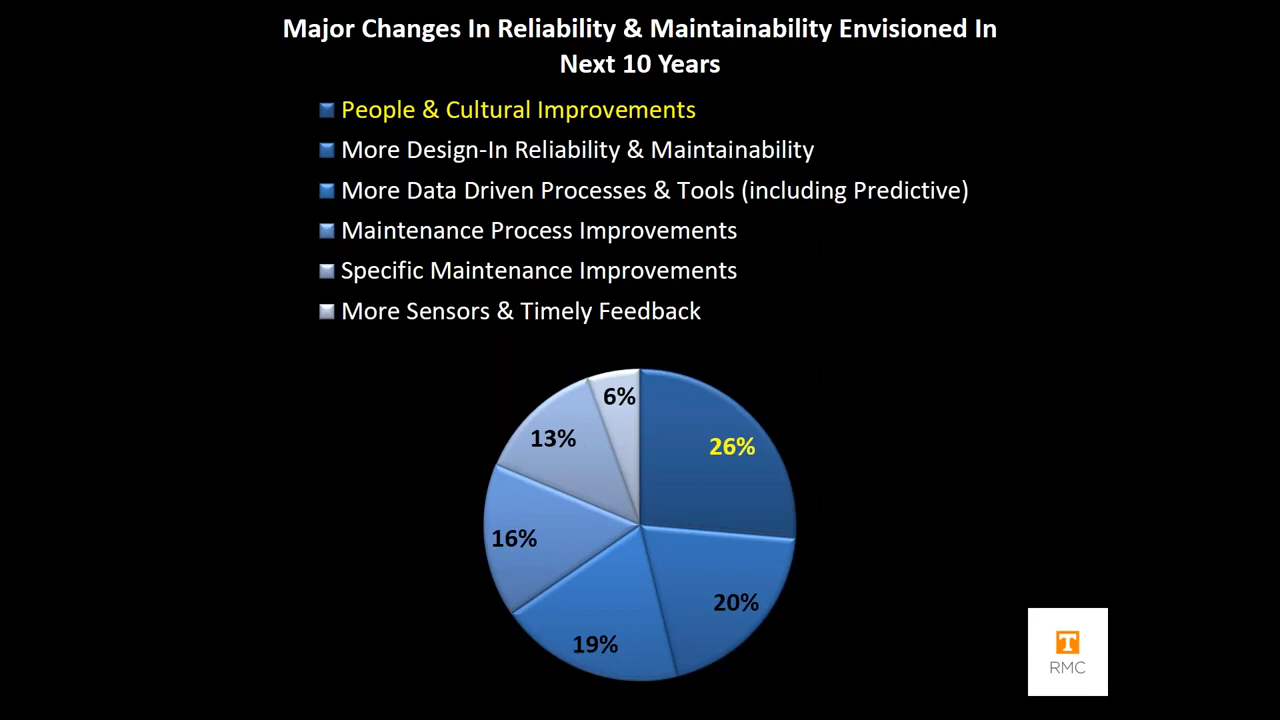 Major Changes In Reliability & Maintainability Envisioned In
Next 10 Years
People & Cultural Improvements
More Design-In Reliability & Maintainability
More Data Driven Processes & Tools (including Predictive)
Maintenance Process Improvements
Specific Maintenance Improvements
More Sensors & Timely Feedback
6%
26%
13%
16%
20%
19%
T
RMC